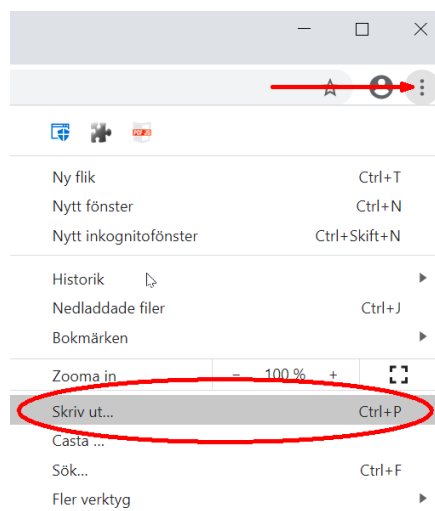 Ny flik Ctrl+T
Nytt fönster Ctrl+N
Nytt inkognitofönster Ctrl+Skift+N
Historik
Nedladdade filer Ctrl+J
Bokmärken
Zooma in - 100 % +
Skriv ut... Ctrl+P
Casta ...
Sök... Ctrl+F
Fler verktyg